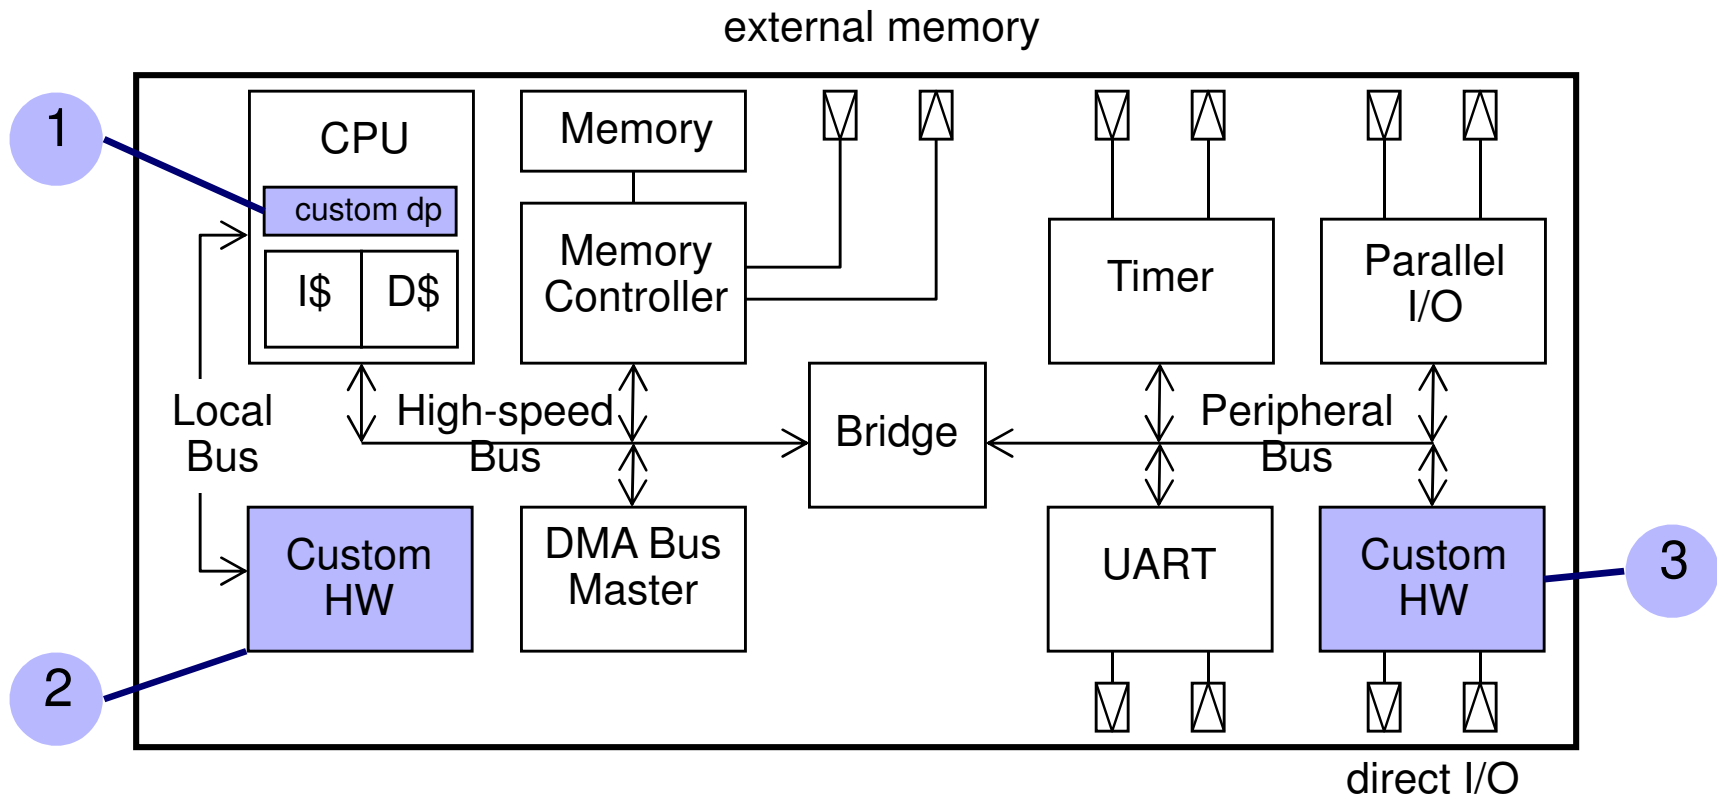 external memory
1
CPU
custom dp
I$
D$
Memory
Memory
Controller
Timer
Parallel
I/O
Local
Bus
High-speed
Bus
Bridge
Peripheral
Bus
Custom
HW
DMA Bus
Master
UART
Custom
HW
2
3
direct I/O